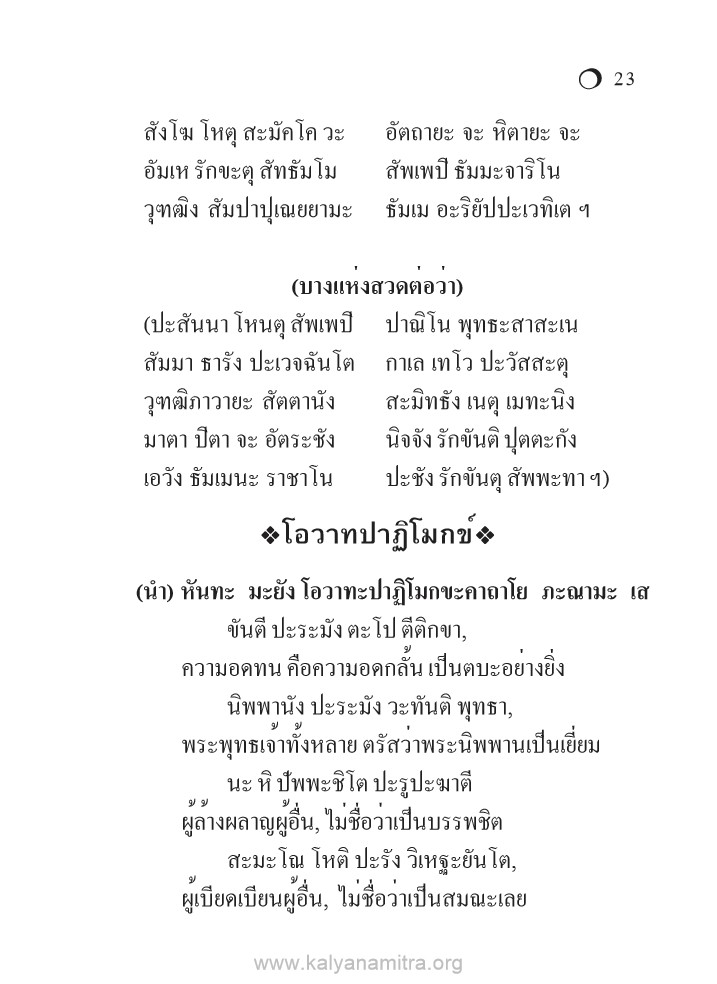 23
สังโฆ โหตุ สะมัคโค วะ อัตถายะ จะ หิตายะ จะ
อัมเห รักขะตุ สัทธัมโม สัพเพปิ ธัมมะจาริโน
วุฑฒิง สัมปาปุเณยยามะ ธัมเม อะริยัปปะเวทิเต ฯ
(บางแห่งสวดต่อว่า)
(ปะสันนา โหนตุ สัพเพปิ ปาณิโน พุทธะสาสะเน
สัมมา ธารัง ปะเวจฉันโต กาเล เทโว ปะวัสสะตุ
วุฑฒิภาวายะ สัตตานัง สะมิทธัง เนตุ เมทะนิง
มาตา ปิตา จะ อัตระชัง นิจจัง รักขันติ ปุตตะกัง
เอวัง ธัมเมนะ ราชาโน ปะชัง รักขันตุ สัพพะทา ฯ)
❖โอวาทปาฏิโมกข์❖
(นำ) หันทะ มะยัง โอวาทะปาฏิโมกขะคาถาโย ภะณามะ เส
ขันตี ปะระมัง ตะโป ตีติกขา,
ความอดทน คือความอดกลั้น เป็นตบะอย่างยิ่ง
นิพพานัง ปะระมัง วะทันติ พุทธา,
พระพุทธเจ้าทั้งหลาย ตรัสว่าพระนิพพานเป็นเยี่ยม
นะ หิ ปัพพะชิโต ปะรูปะฆาตี
ผู้ล้างผลาญผู้อื่น, ไม่ชื่อว่าเป็นบรรพชิต
สะมะโณ โหติ ปะรัง วิเหฐะยันโต,
ผู้เบียดเบียนผู้อื่น, ไม่ชื่อว่าเป็นสมณะเลย
www.kalyanamitra.org